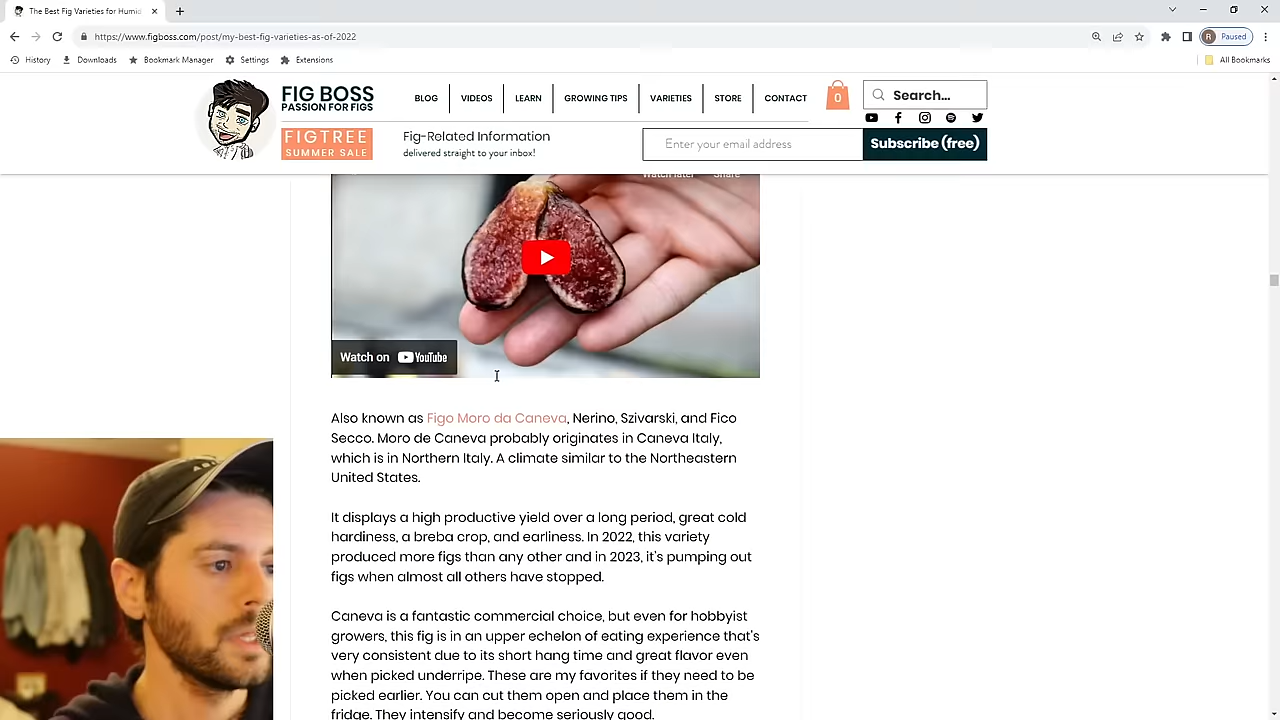 The Best Fig Varieties for Humid
https://www.figboss.com/post/my-best-fig-varieties-as-of-2022
R Paused
History Downloads Bookmark Manager Settings Extensions All Bookmarks
FIG BOSS
PASSION FOR FIGS
BLOG VIDEOS LEARN GROWING TIPS VARIETIES STORE CONTACT 0 Search...
FIGTREE
SUMMER SALE
Fig-Related Information
delivered straight to your inbox!
Enter your email address Subscribe (free)
Watch later Share
Watch on YouTube
Also known as Figo Moro da Caneva, Nerino, Szivarski, and Fico
Secco. Moro de Caneva probably originates in Caneva Italy,
which is in Northern Italy. A climate similar to the Northeastern
United States.
It displays a high productive yield over a long period, great cold
hardiness, a breba crop, and earliness. In 2022, this variety
produced more figs than any other and in 2023, it's pumping out
figs when almost all others have stopped.
Caneva is a fantastic commercial choice, but even for hobbyist
growers, this fig is in an upper echelon of eating experience that's
very consistent due to its short hang time and great flavor even
when picked underripe. These are my favorites if they need to be
picked earlier. You can cut them open and place them in the
fridge. They intensify and become seriously good.